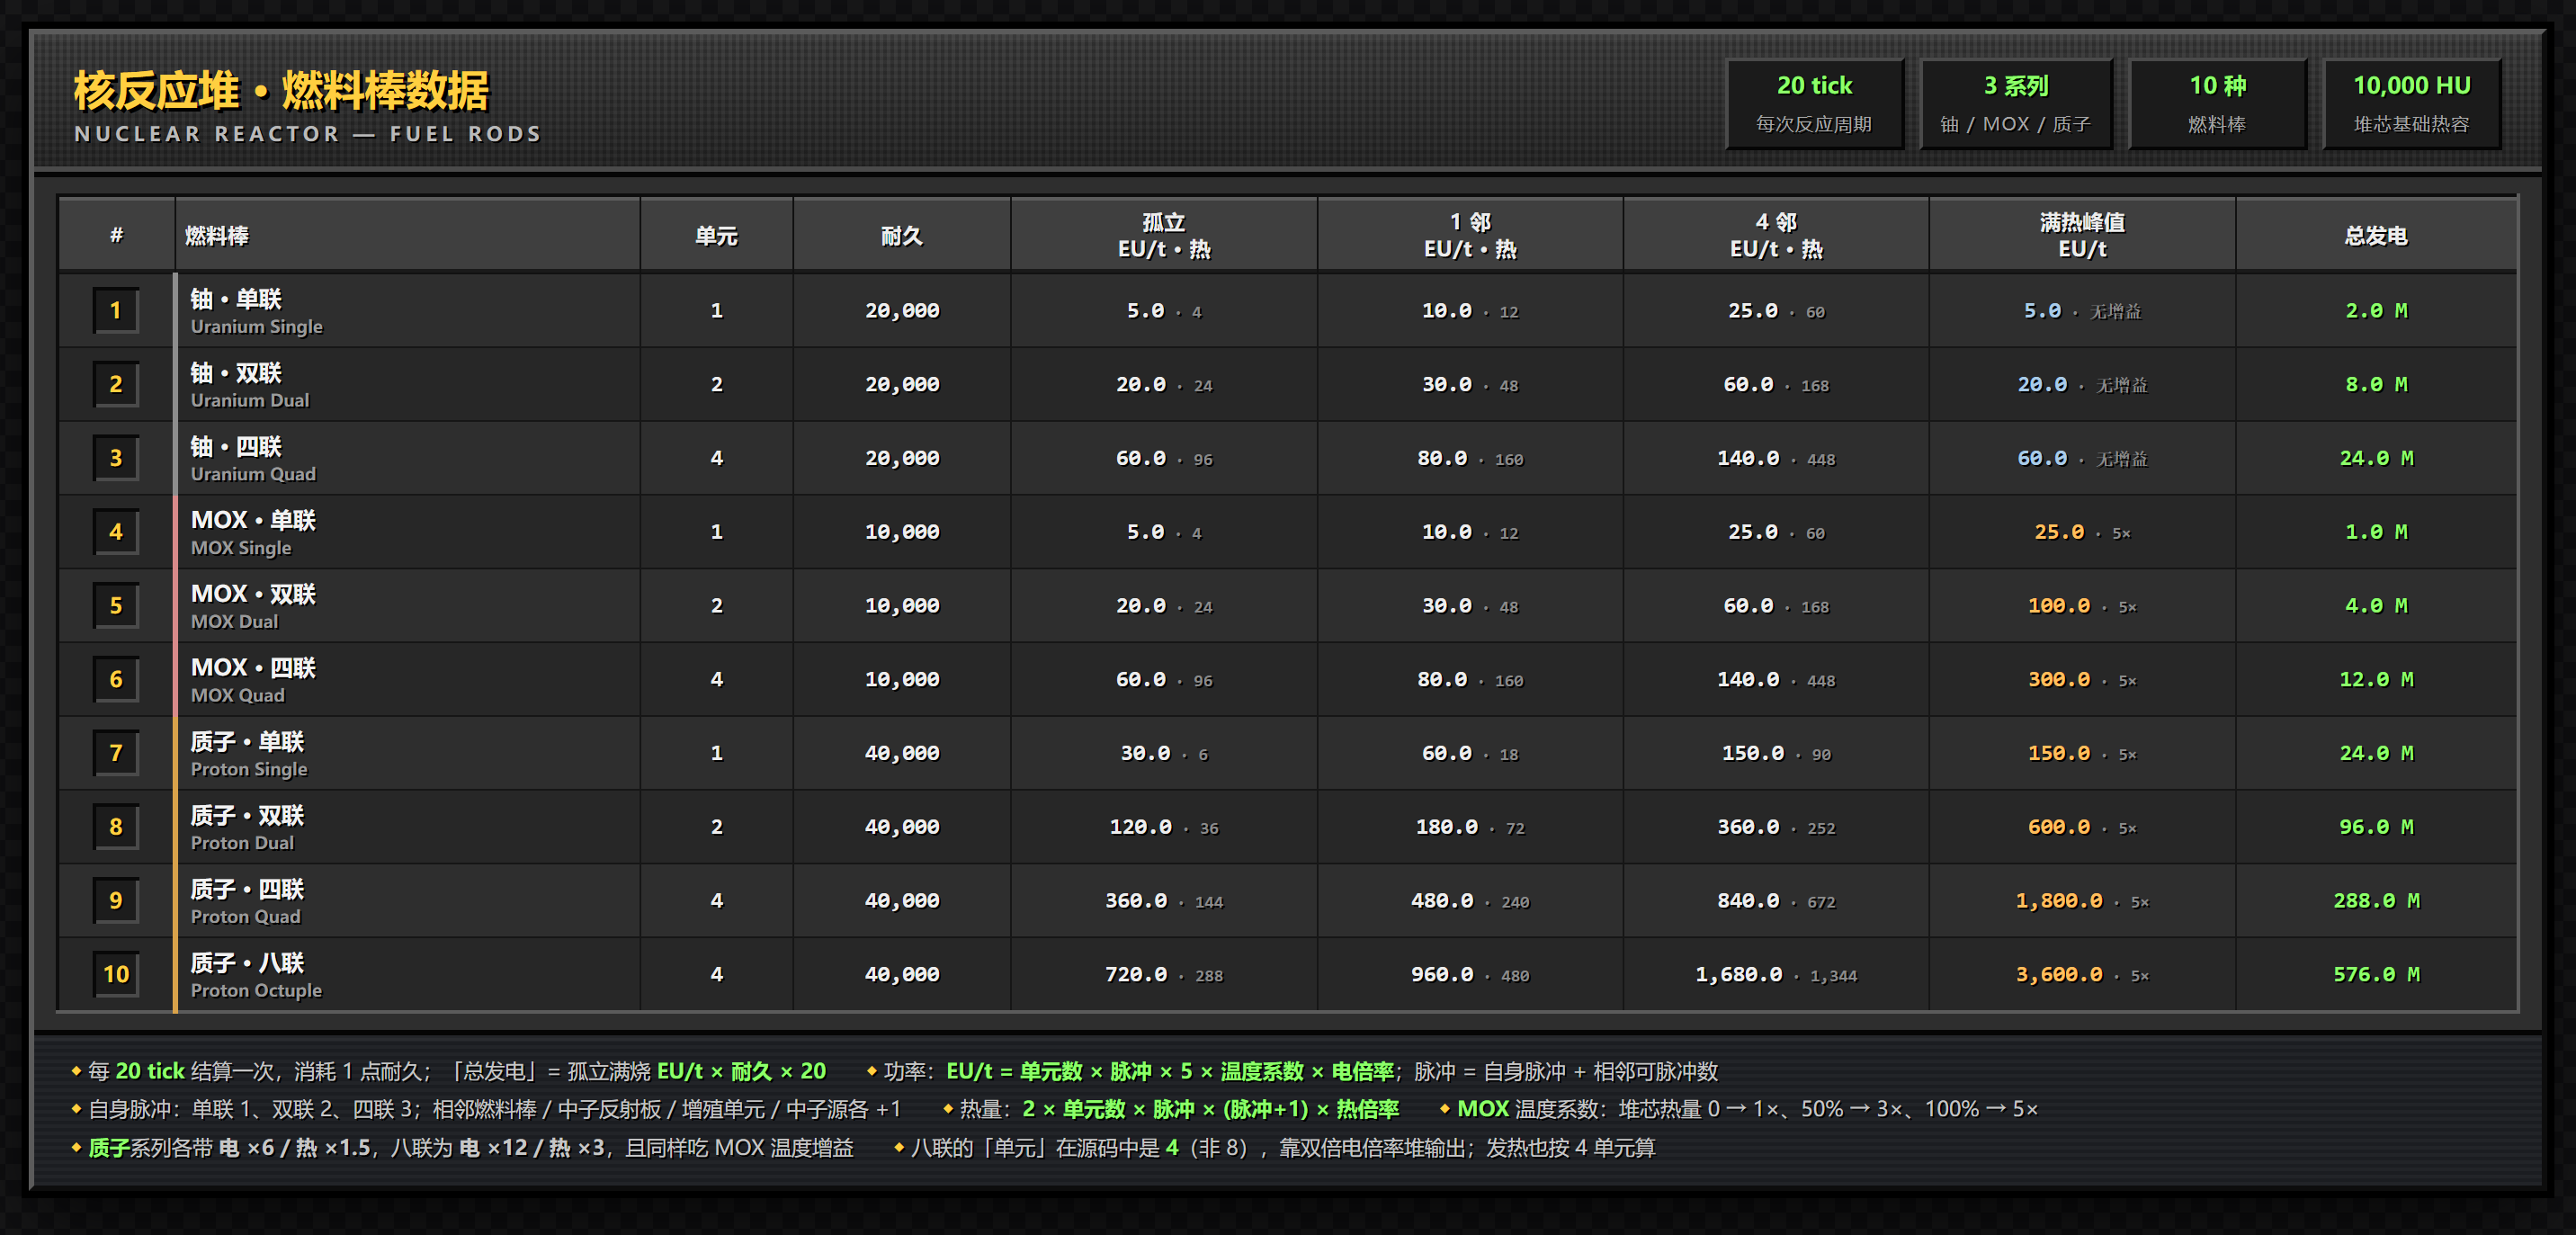 核反应堆 • 燃料棒数据
NUCLEAR REACTOR — FUEL RODS
20 tick
每次反应周期
3 系列
铀 / MOX / 质子
10 种
燃料棒
10,000 HU
堆芯基础热容
# 燃料棒 单元 耐久 孤立 EU/t • 热 1 邻 EU/t • 热 4 邻 EU/t • 热 满热峰值 EU/t 总发电
1 铀 • 单联 1 20,000 5.0 · 4 10.0 · 12 25.0 · 60 5.0 · 无增益 2.0 M
Uranium Single
2 铀 • 双联 2 20,000 20.0 · 24 30.0 · 48 60.0 · 168 20.0 · 无增益 8.0 M
Uranium Dual
3 铀 • 四联 4 20,000 60.0 · 96 80.0 · 160 140.0 · 448 60.0 · 无增益 24.0 M
Uranium Quad
4 MOX • 单联 1 10,000 5.0 · 4 10.0 · 12 25.0 · 60 25.0 · 5× 1.0 M
MOX Single
5 MOX • 双联 2 10,000 20.0 · 24 30.0 · 48 60.0 · 168 100.0 · 5× 4.0 M
MOX Dual
6 MOX • 四联 4 10,000 60.0 · 96 80.0 · 160 140.0 · 448 300.0 · 5× 12.0 M
MOX Quad
7 质子 • 单联 1 40,000 30.0 · 6 60.0 · 18 150.0 · 90 150.0 · 5× 24.0 M
Proton Single
8 质子 • 双联 2 40,000 120.0 · 36 180.0 · 72 360.0 · 252 600.0 · 5× 96.0 M
Proton Dual
9 质子 • 四联 4 40,000 360.0 · 144 480.0 · 240 840.0 · 672 1,800.0 · 5× 288.0 M
Proton Quad
10 质子 • 八联 4 40,000 720.0 · 288 960.0 · 480 1,680.0 · 1,344 3,600.0 · 5× 576.0 M
Proton Octuple
◆ 每 20 tick 结算一次，消耗 1 点耐久；「总发电」= 孤立满烧 EU/t × 耐久 × 20 ◆ 功率：EU/t = 单元数 × 脉冲 × 5 × 温度系数 × 电倍率；脉冲 = 自身脉冲 + 相邻可脉冲数
◆ 自身脉冲：单联 1、双联 2、四联 3；相邻燃料棒 / 中子反射板 / 增殖单元 / 中子源各 +1 ◆ 热量：2 × 单元数 × 脉冲 × (脉冲+1) × 热倍率 ◆ MOX 温度系数：堆芯热量 0 → 1×、50% → 3×、100% → 5×
◆ 质子系列各带 电 ×6 / 热 ×1.5，八联为 电 ×12 / 热 ×3，且同样吃 MOX 温度增益 ◆ 八联的「单元」在源码中是 4（非 8），靠双倍电倍率堆输出；发热也按 4 单元算